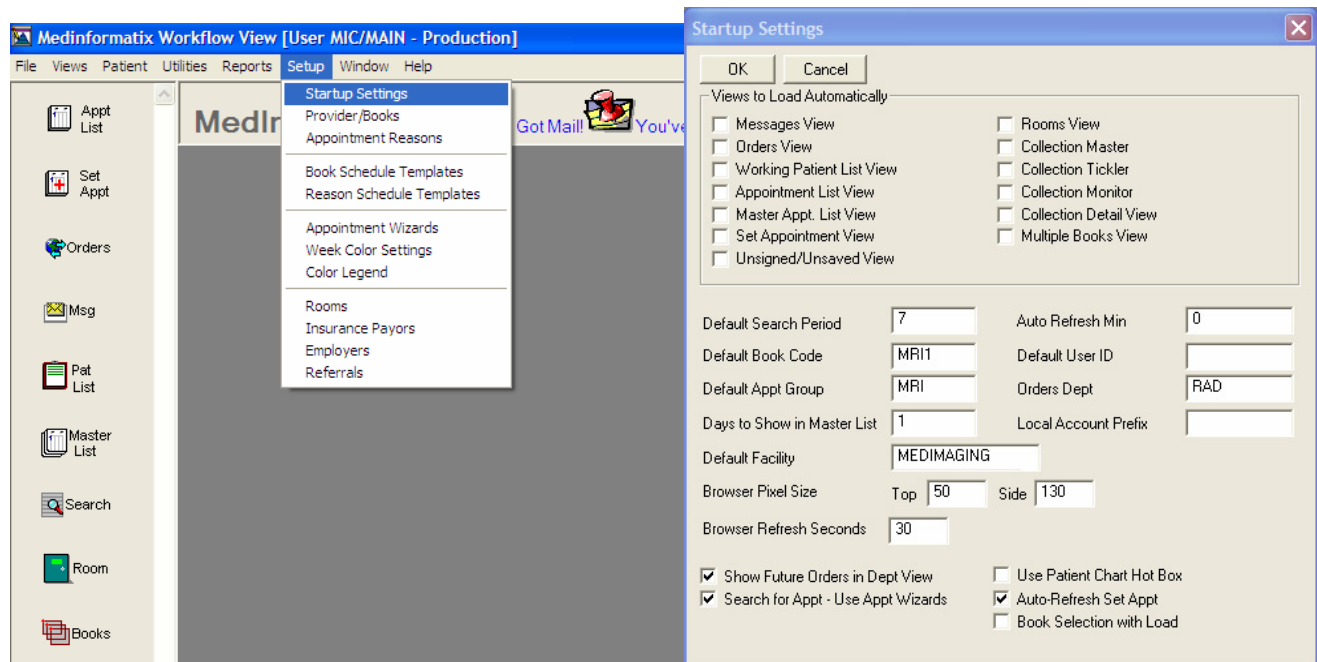 Medinformatix Workflow View [User MIC/MAIN - Production]
File Views Patient Utilities Reports Setup Window Help
Appt
List
Set
Appt
Orders
Msg
Pat
List
Master
List
Search
Room
Books
MedIr
Got Mail! You've
Startup Settings
Provider/Books
Appointment Reasons
Book Schedule Templates
Reason Schedule Templates
Appointment Wizards
Week Color Settings
Color Legend
Rooms
Insurance Payors
Employers
Referrals
Startup Settings
OK Cancel
Views to Load Automatically
Messages View Rooms View
Orders View Collection Master
Working Patient List View Collection Tickler
Appointment List View Collection Monitor
Master Appt. List View Collection Detail View
Set Appointment View Multiple Books View
Unsigned/Unsaved View
Default Search Period 7 Auto Refresh Min 0
Default Book Code MRI1 Default User ID
Default Appt Group MRI Orders Dept RAD
Days to Show in Master List 1 Local Account Prefix
Default Facility MEDIMAGING
Browser Pixel Size Top 50 Side 130
Browser Refresh Seconds 30
Show Future Orders in Dept View Use Patient Chart Hot Box
Search for Appt - Use Appt Wizards Auto-Refresh Set Appt
Book Selection with Load